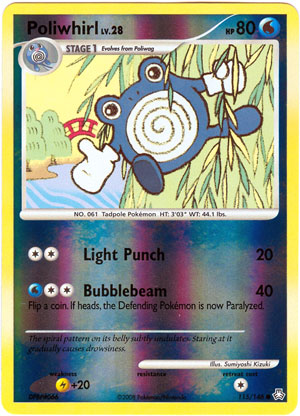 Poliwhirl LV.28
HP 80
STAGE 1 Evolves from Poliwag
NO. 061 Tadpole Pokémon HT: 3'03" WT: 44.1 lbs.
Light Punch 20
Bubblebeam 40
Flip a coin. If heads, the Defending Pokémon is now Paralyzed.
The spiral pattern on its belly subtly undulates. Staring at it
gradually causes drowsiness.
Illus. Sumiyoshi Kizuki
weakness resistance retreat cost
+20
©2009 Pokémon/Nintendo